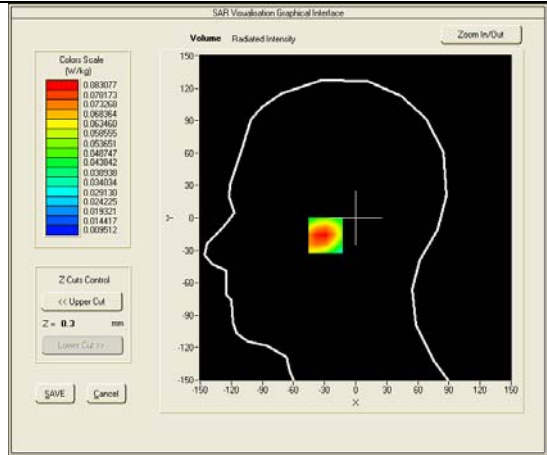 SAR Visualisation Graphical Interface
Volume Radiated Intensity
Zoom In/Out
Colors Scale
(W/kg)
0.083077
0.078173
0.073268
0.068364
0.063460
0.058555
0.053651
0.048747
0.043842
0.038938
0.034034
0.029130
0.024225
0.019321
0.014417
0.009512
Z Cuts Control
<< Upper Cut
Z = 0.3 mm
Lower Cut >>
SAVE
Cancel
150
120
90
60
30
Y
0
-30
-60
-90
-120
-150
-150 -120 -90 -60 -30 0 30 60 90 120 150
X